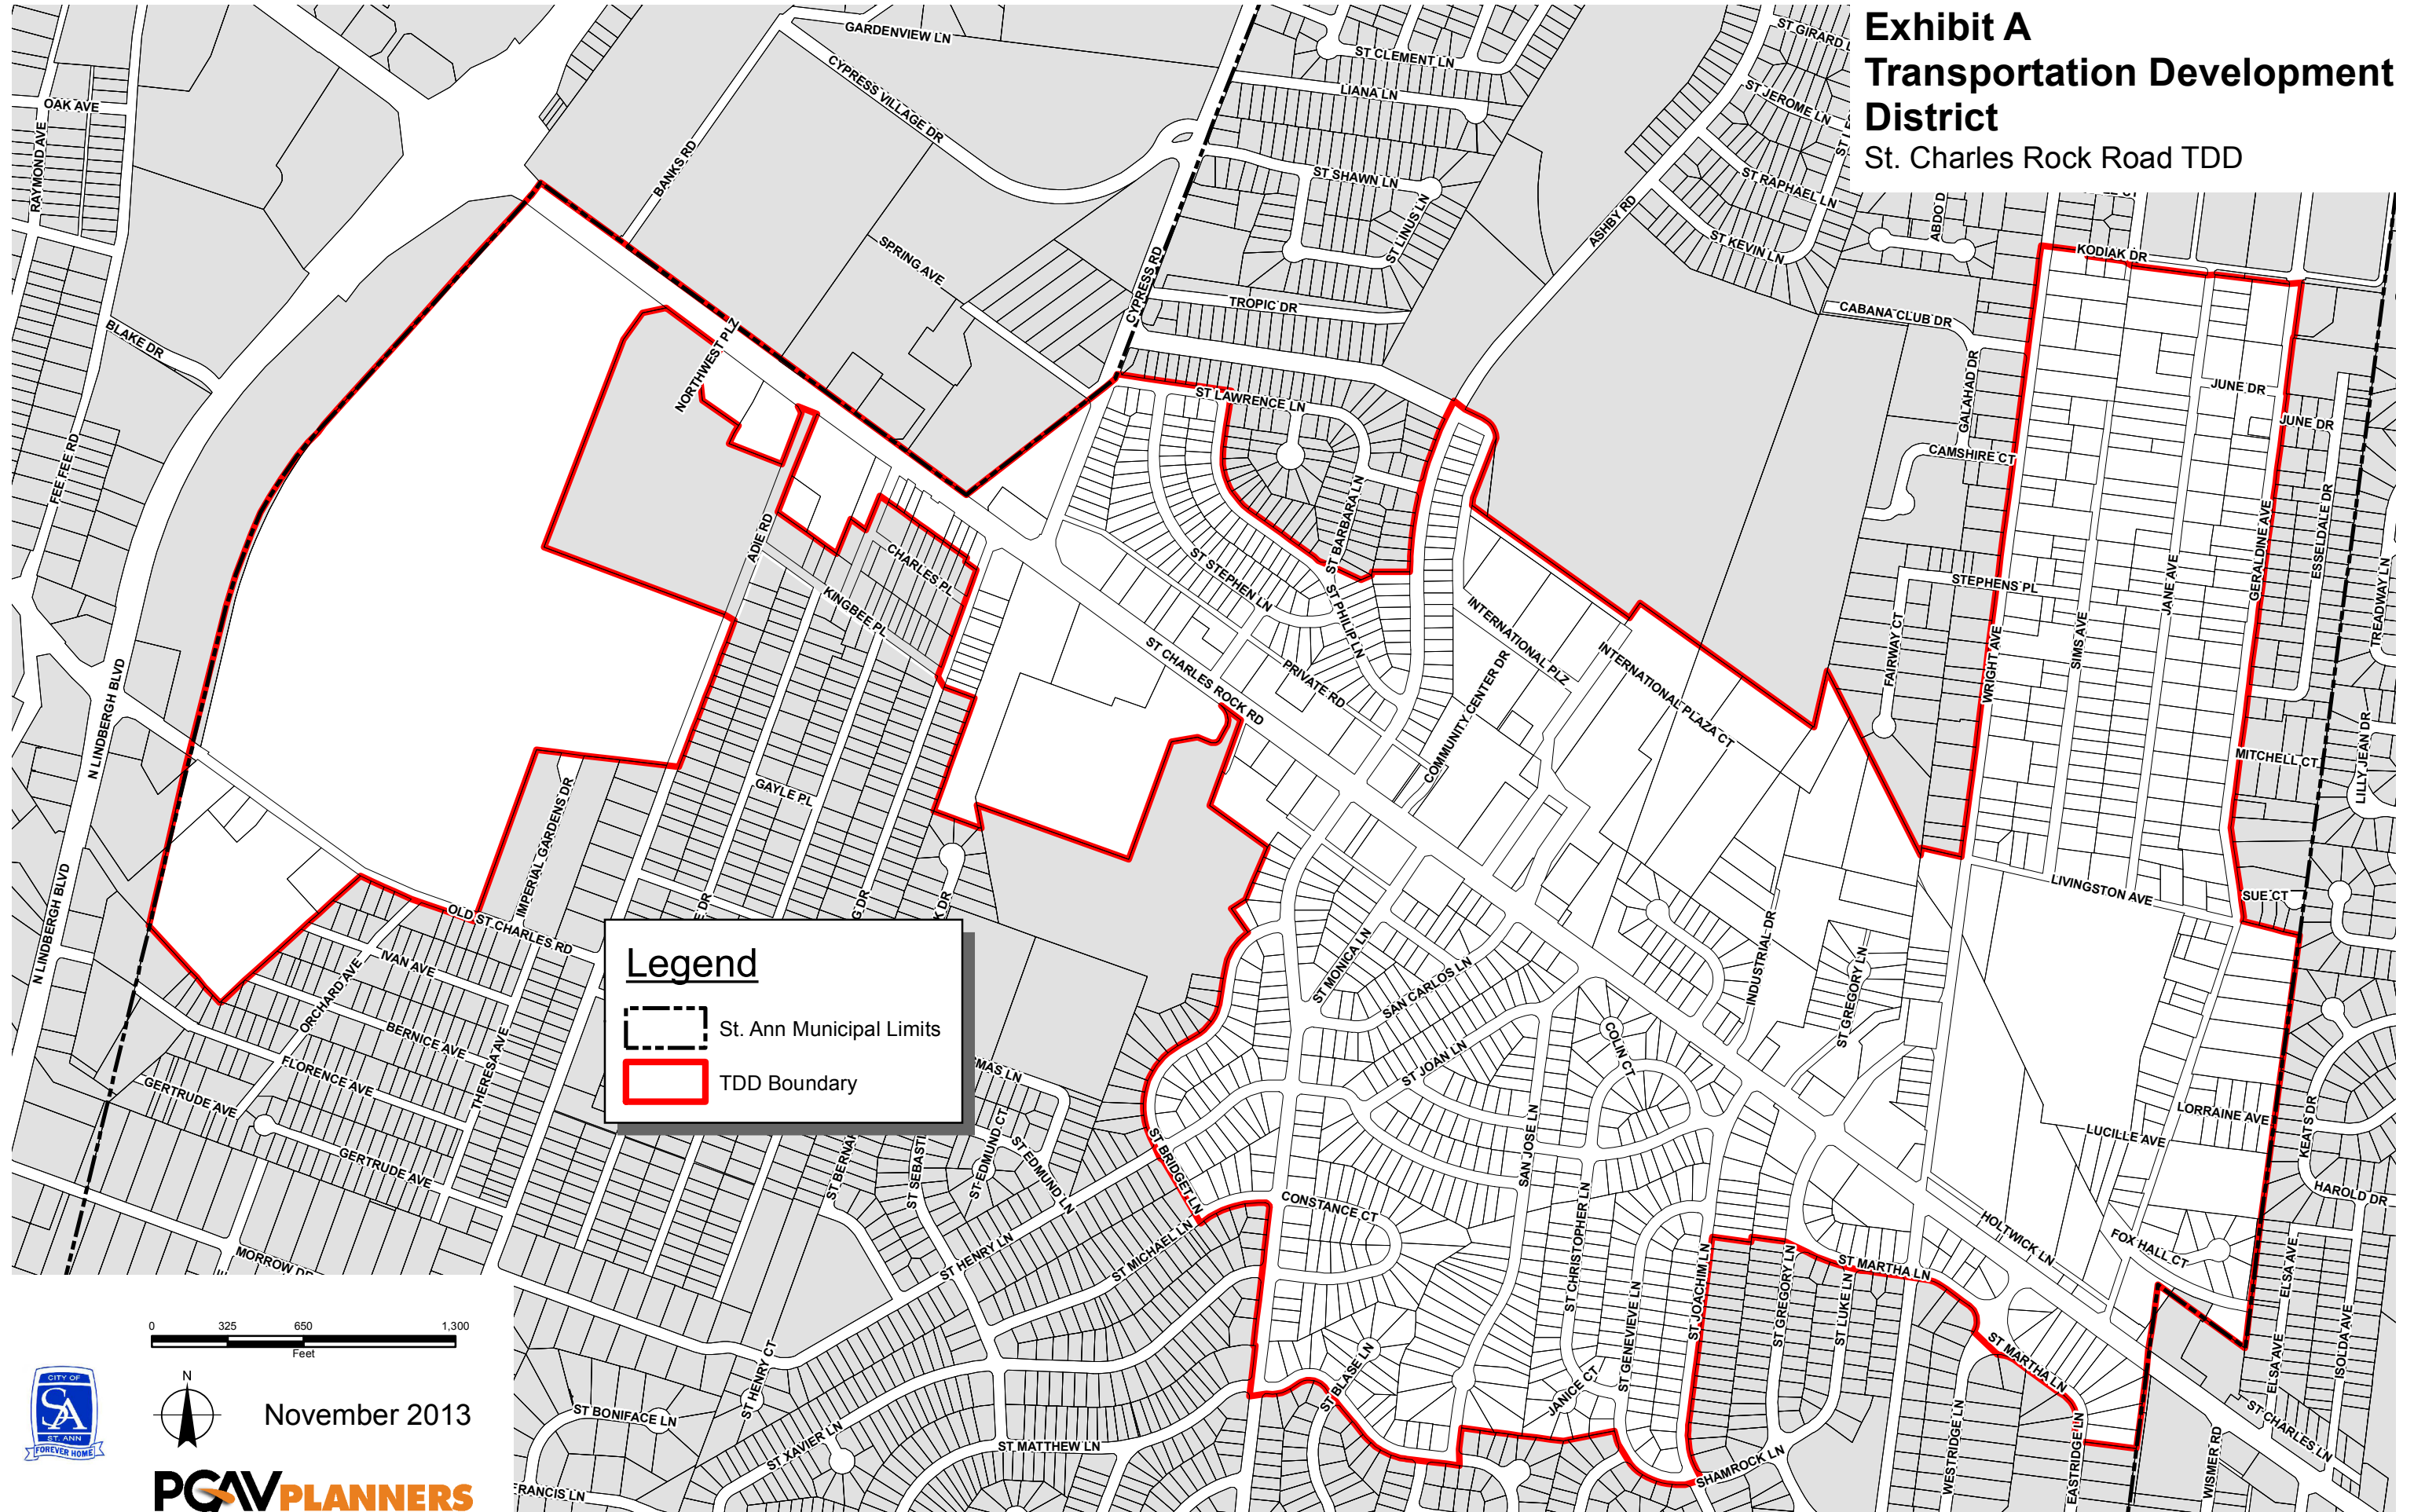 Exhibit A
Transportation Development
District
St. Charles Rock Road TDD
GARDENVIEW LN
CYPRESS VILLAGE DR
ST CLEMENT LN
LIANA LN
ST JEROME LN
OAK AVE
RAYMOND AVE
BANKS RD
ST SHAWN LN
ST LINUS LN
ST RAPHAEL LN
ST KEVIN LN
ASHBY RD
KODIAK DR
SPRING AVE
CYPRESS RD
TROPIC DR
CABANA CLUB DR
BLAKE DR
NORTHWEST PLZ
ST LAWRENCE LN
GALAHAD DR
JUNE DR
JUNE DR
FEE FEE RD
CAMSHIRE CT
ST BARBARA LN
ADIE RD
CHARLES PL
KINGBEE PL
ST STEPHEN LN
ST PHILIP LN
INTERNATIONAL PLZ
STEPHENS PL
GERALDINE AVE
ESSELDALE DR
TREADWAY LN
JANE AVE
SIMS AVE
WRIGHT AVE
FAIRWAY CT
ST CHARLES ROCK RD
PRIVATE RD
COMMUNITY CENTER DR
INTERNATIONAL PLAZA CT
N LINDBERGH BLVD
MITCHELL CT
LILLY JEAN DR
GAYLE PL
IMPERIAL GARDENS DR
N LINDBERGH BLVD
OLD ST CHARLES RD
LIVINGSTON AVE
SUE CT
IVAN AVE
ORCHARD AVE
BERNICE AVE
FLORENCE AVE
THERESA AVE
GERTRUDE AVE
GERTRUDE AVE
ST MONICA LN
SAN CARLOS LN
INDUSTRIAL DR
ST GREGORY LN
COLIN CT
ST JOAN LN
SAN JOSE LN
LORRAINE AVE
LUCILLE AVE
KEATS DR
HAROLD DR
Legend
St. Ann Municipal Limits
TDD Boundary
ST EDMUND CT
ST EDMUND LN
ST BRIDGET LN
ST HENRY LN
ST MICHAEL LN
CONSTANCE CT
ST CHRISTOPHER LN
ST GENEVIEVE LN
ST JOACHIM LN
ST GREGORY LN
ST LUKE LN
ST MARTHA LN
HOLTWICK LN
FOX HALL CT
ELSA AVE
ELSA AVE
ISOLDA AVE
ST MARTHA LN
ST BLASE LN
JANICE CT
SHAMROCK LN
WESTRIDGE LN
EASTRIDGE LN
WISMER RD
ST CHARLES LN
ST HENRY CT
ST BONIFACE LN
ST XAVIER LN
ST MATTHEW LN
0 325 650 1,300
Feet
N
November 2013
CITY OF
SA
ST. ANN
FOREVER HOME
PGAV PLANNERS